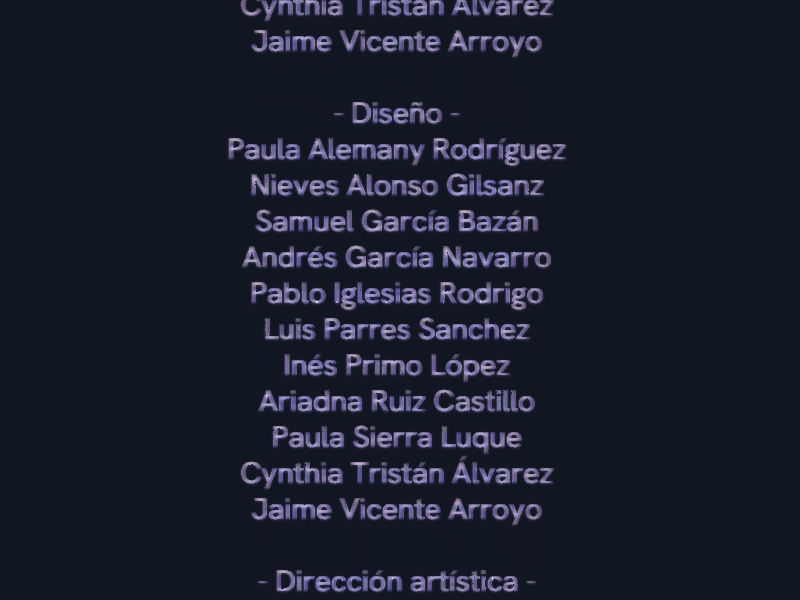 Cynthia Tristán Álvarez
Jaime Vicente Arroyo
- Diseño -
Paula Alemany Rodríguez
Nieves Alonso Gilsanz
Samuel García Bazán
Andrés García Navarro
Pablo Iglesias Rodrigo
Luis Parres Sanchez
Inés Primo López
Ariadna Ruiz Castillo
Paula Sierra Luque
Cynthia Tristán Álvarez
Jaime Vicente Arroyo
- Dirección artística -